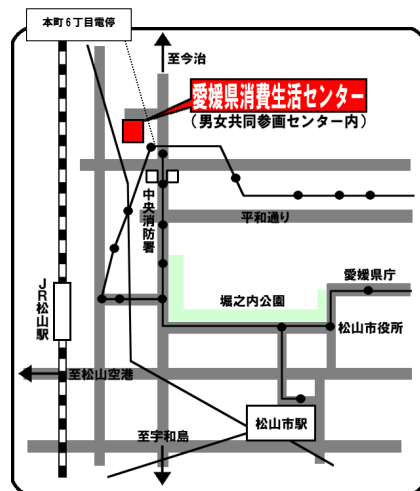 本町6丁目電停
至今治
愛媛県消費生活センター
(男女共同参画センター内)
中央消防署
平和通り
愛媛県庁
JR松山駅
堀之内公園
松山市役所
至松山空港
松山市駅
至宇和島